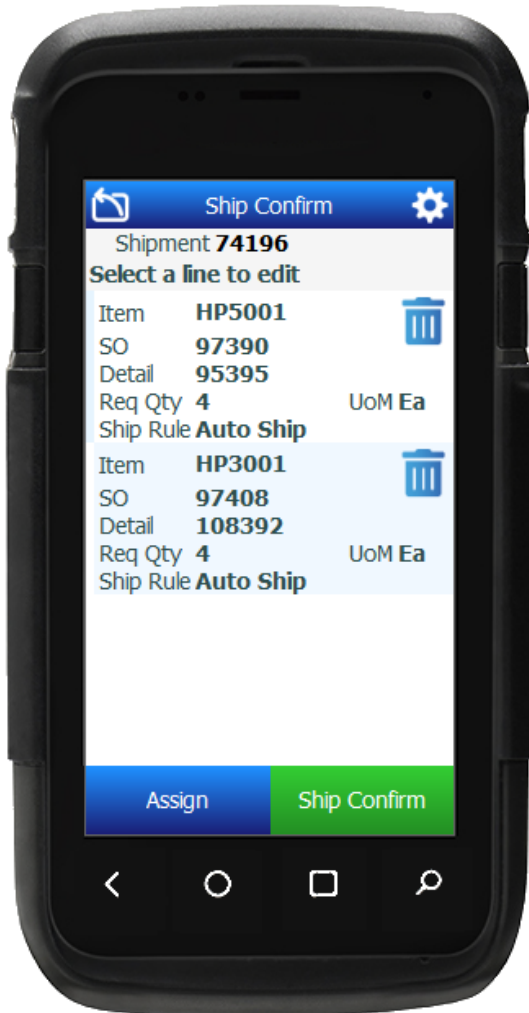 Ship Confirm
Shipment 74196
Select a line to edit
Item HP5001
SO 97390
Detail 95395
Req Qty 4 UoM Ea
Ship Rule Auto Ship
Item HP3001
SO 97408
Detail 108392
Req Qty 4 UoM Ea
Ship Rule Auto Ship
Assign Ship Confirm